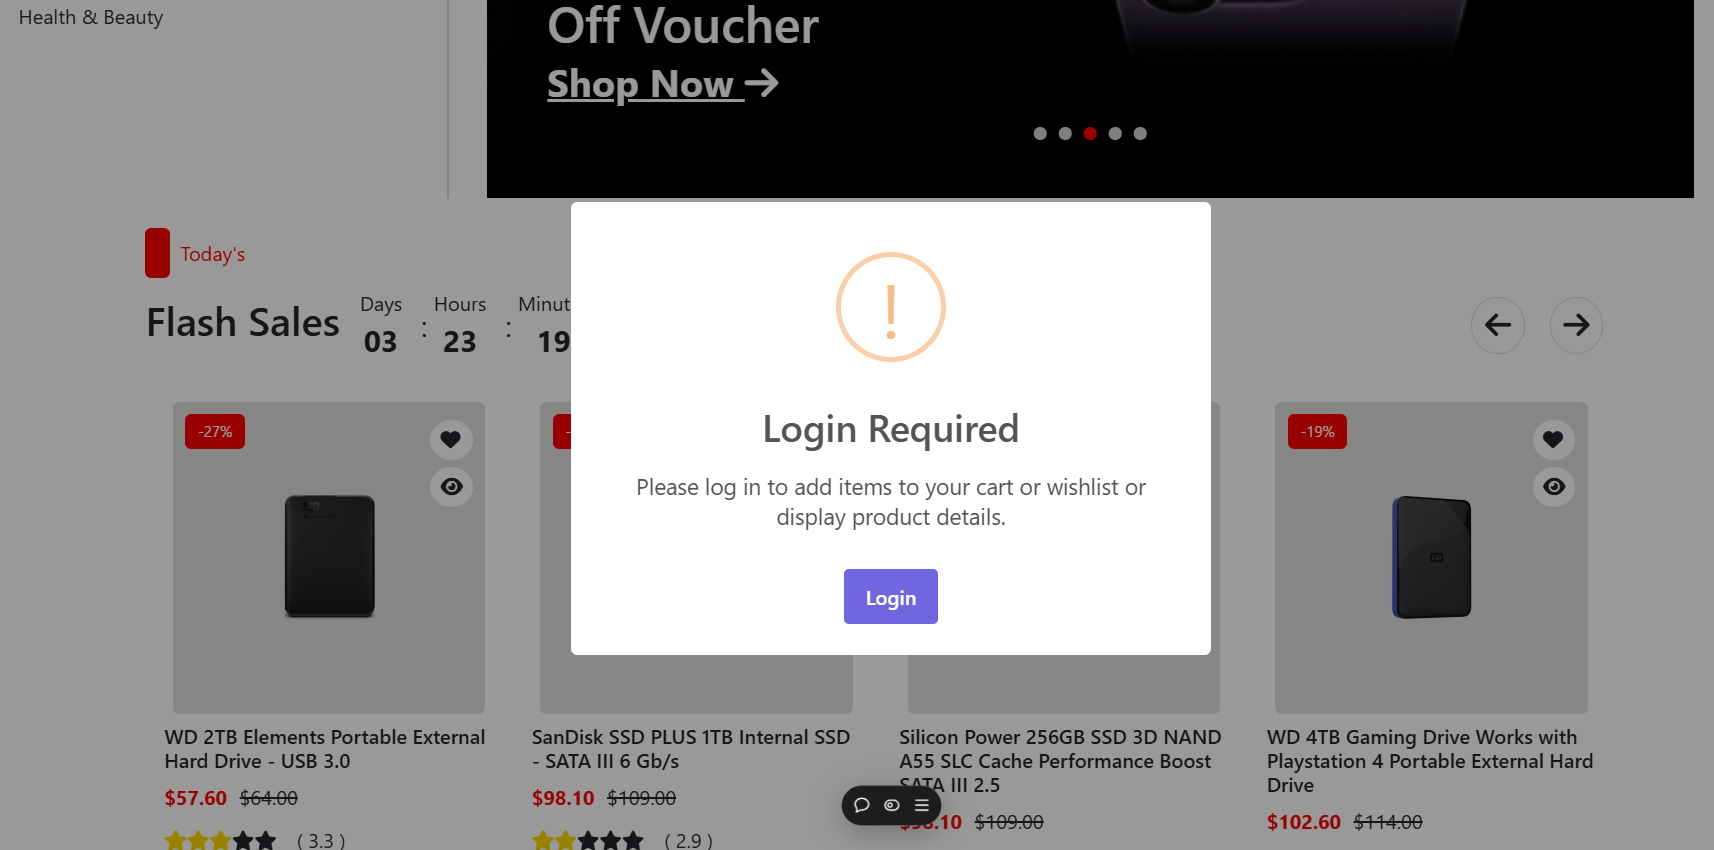 Health & Beauty
Off Voucher
Shop Now
Today's
Flash Sales
Days
03
:
Hours
23
:
Minut
19
!
Login Required
Please log in to add items to your cart or wishlist or
display product details.
Login
-27%
-
-19%
WD 2TB Elements Portable External
Hard Drive - USB 3.0
$57.60 $64.00
( 3.3 )
SanDisk SSD PLUS 1TB Internal SSD
- SATA III 6 Gb/s
$98.10 $109.00
( 2.9 )
Silicon Power 256GB SSD 3D NAND
A55 SLC Cache Performance Boost
SATA III 2.5
$98.10 $109.00
WD 4TB Gaming Drive Works with
Playstation 4 Portable External Hard
Drive
$102.60 $114.00